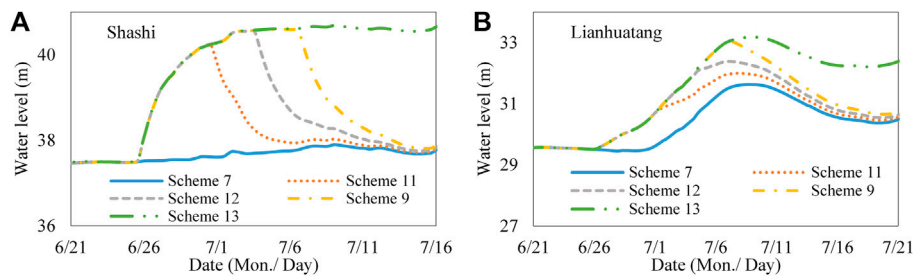 A
Shashi
Water level (m)
40
38
36
Scheme 7
Scheme 11
Scheme 12
Scheme 9
Scheme 13
6/21
6/26
7/1
7/6
7/11
7/16
Date (Mon./ Day)
B
Lianhuatang
Water level (m)
33
31
29
27
Scheme 7
Scheme 11
Scheme 12
Scheme 9
Scheme 13
6/21
6/26
7/1
7/6
7/11
7/16
7/21
Date (Mon./ Day)